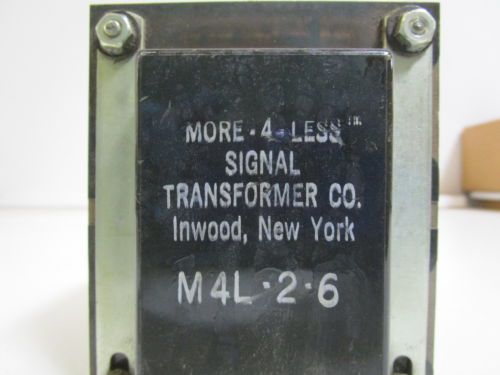 MORE-4-LESS™
SIGNAL
TRANSFORMER CO.
Inwood, New York
M4L·2·6